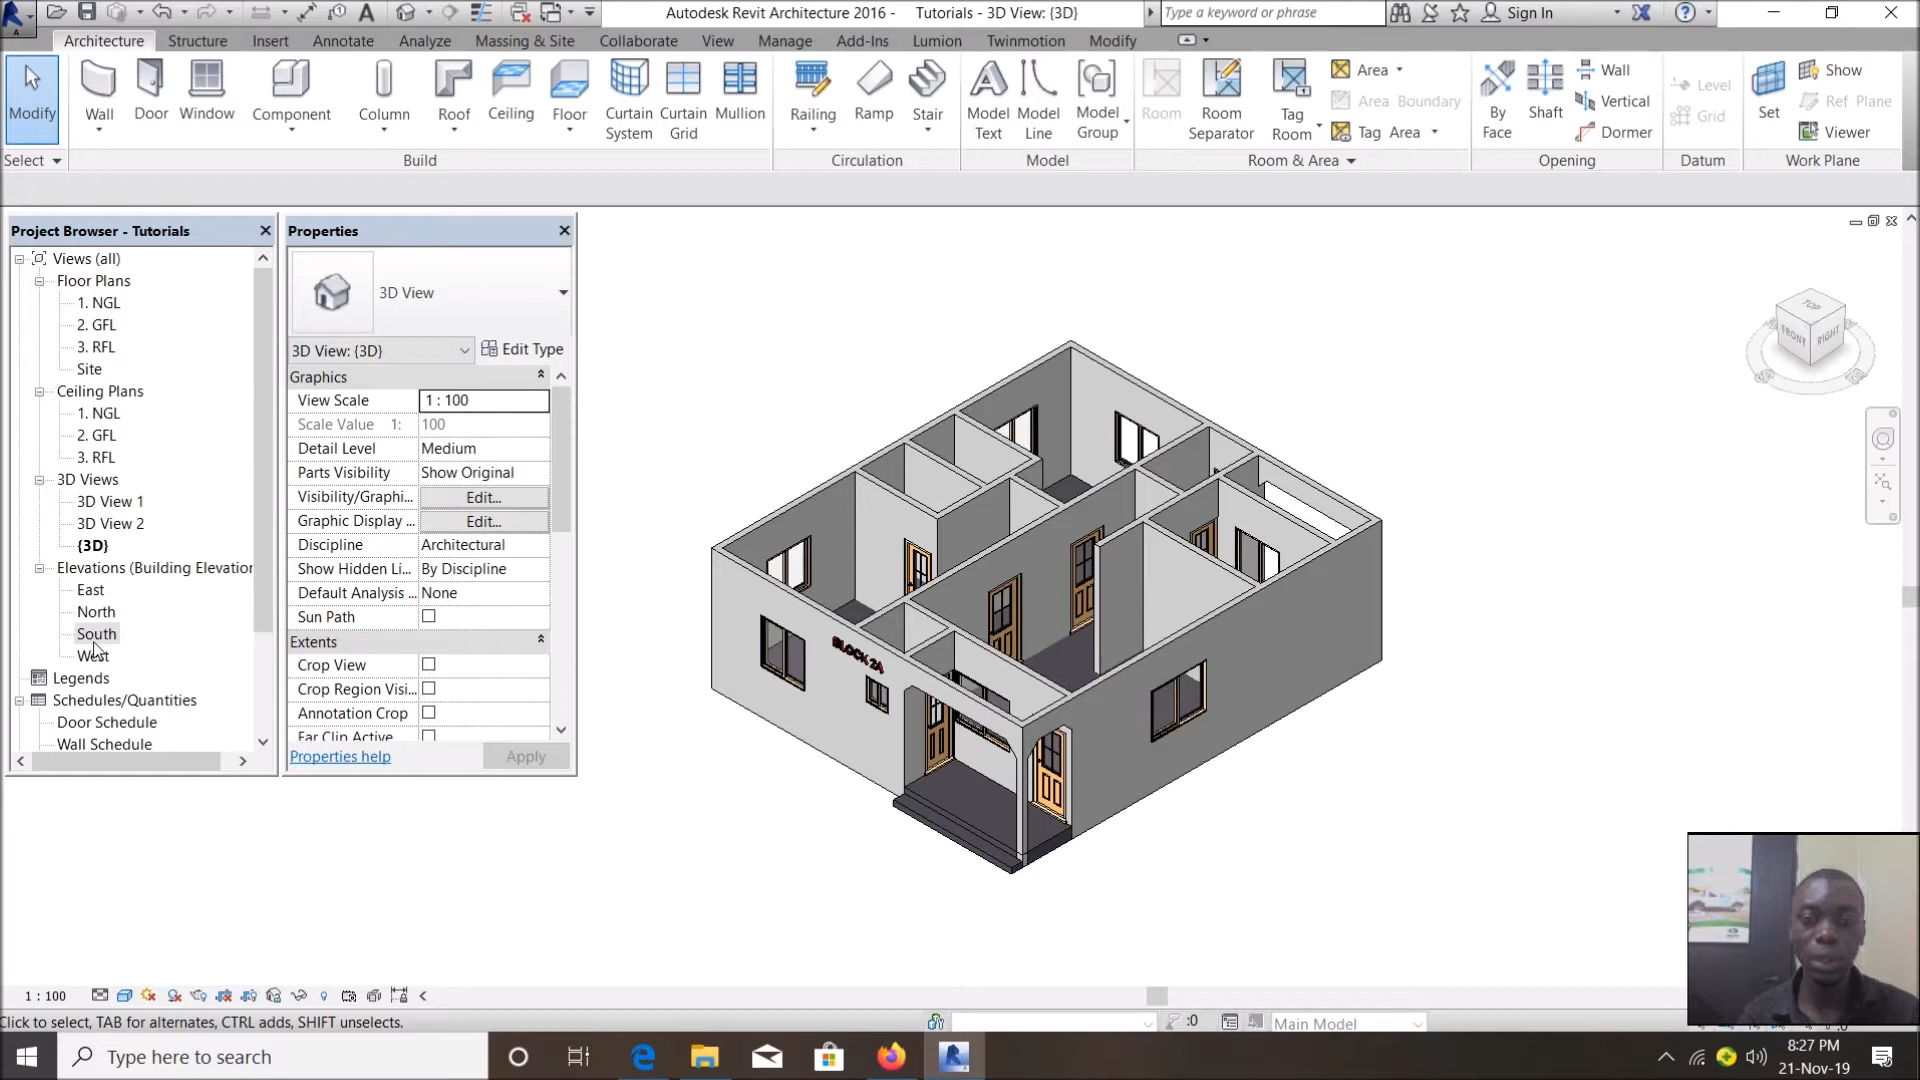 Autodesk Revit Architecture 2016 - Tutorials - 3D View: {3D}
Type a keyword or phrase
Sign In
Architecture Structure Insert Annotate Analyze Massing & Site Collaborate View Manage Add-Ins Lumion Twinmotion Modify
Modify
Wall
Door
Window
Component
Column
Roof
Ceiling
Floor
Curtain
System
Curtain
Grid
Mullion
Railing
Ramp
Stair
Model
Text
Model
Line
Model
Group
Room
Room
Separator
Tag
Room
Area
Area Boundary
Tag Area
By
Face
Shaft
Wall
Vertical
Dormer
Level
Grid
Set
Show
Ref Plane
Viewer
Select
Build
Circulation
Model
Room & Area
Opening
Datum
Work Plane
Project Browser - Tutorials
Views (all)
Floor Plans
1. NGL
2. GFL
3. RFL
Site
Ceiling Plans
1. NGL
2. GFL
3. RFL
3D Views
3D View 1
3D View 2
{3D}
Elevations (Building Elevation
East
North
South
West
Legends
Schedules/Quantities
Door Schedule
Wall Schedule
Properties
3D View
3D View: {3D}
Edit Type
Graphics
View Scale 1 : 100
Scale Value 1: 100
Detail Level Medium
Parts Visibility Show Original
Visibility/Graphi... Edit...
Graphic Display ... Edit...
Discipline Architectural
Show Hidden Li... By Discipline
Default Analysis ... None
Sun Path
Extents
Crop View
Crop Region Visi...
Annotation Crop
Far Clip Active
Properties help
Apply
BLOCK 2A
TOP
FRONT
RIGHT
1 : 100
Click to select, TAB for alternates, CTRL adds, SHIFT unselects.
:0
Main Model
:0
Type here to search
8:27 PM
21-Nov-19